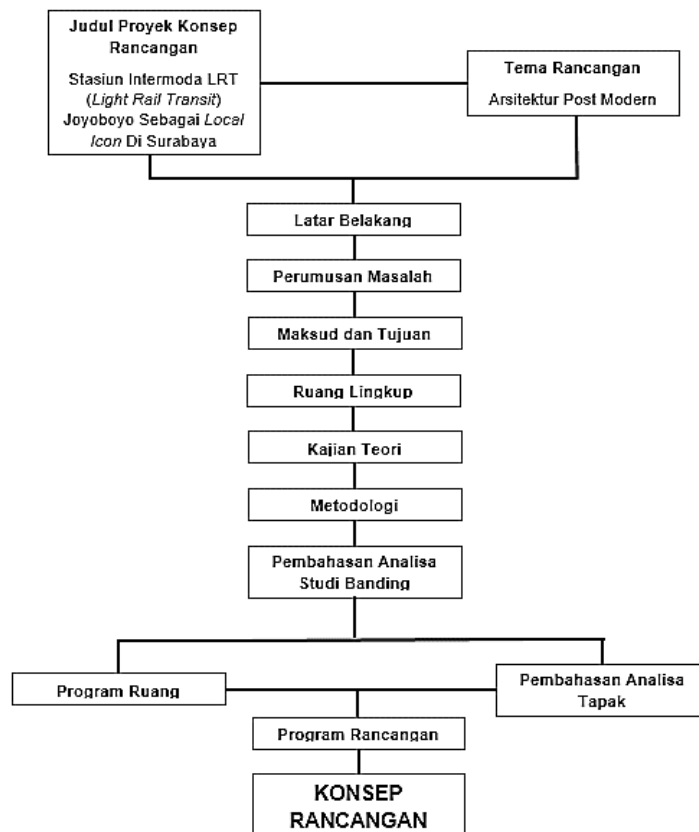 Judul Proyek Konsep
Rancangan
Stasiun Intermoda LRT
(Light Rail Transit)
Joyoboyo Sebagai Local
Icon Di Surabaya
Tema Rancangan
Arsitektur Post Modern
Latar Belakang
Perumusan Masalah
Maksud dan Tujuan
Ruang Lingkup
Kajian Teori
Metodologi
Pembahasan Analisa
Studi Banding
Program Ruang
Pembahasan Analisa
Tapak
Program Rancangan
KONSEP
RANCANGAN